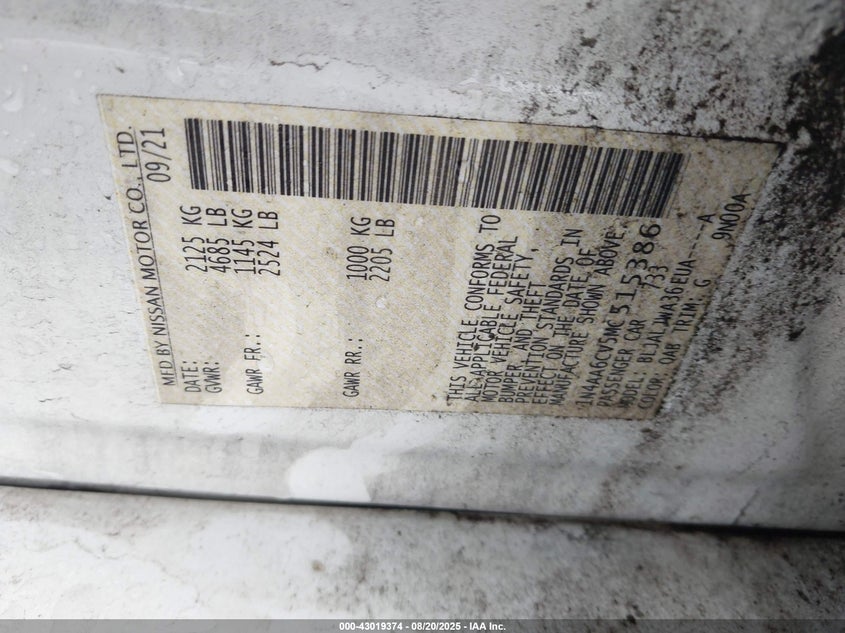 MFD BY NISSAN MOTOR CO., LTD.
DATE: 09/21
GVWR: 2125 KG
4685 LB
GAWR FR.: 1145 KG
2524 LB
GAWR RR.: 1000 KG
2205 LB
THIS VEHICLE CONFORMS TO
ALL APPLICABLE FEDERAL
MOTOR VEHICLE SAFETY,
BUMPER, AND THEFT
PREVENTION STANDARDS IN
EFFECT ON THE DATE OF
MANUFACTURE SHOWN ABOVE.
1N4AA6CV5MC515386
PASSENGER CAR 733
MODEL: -A
COLOR: QAB TRIM: G 9N00A
000-43019374 - 08/20/2025 - IAA Inc.